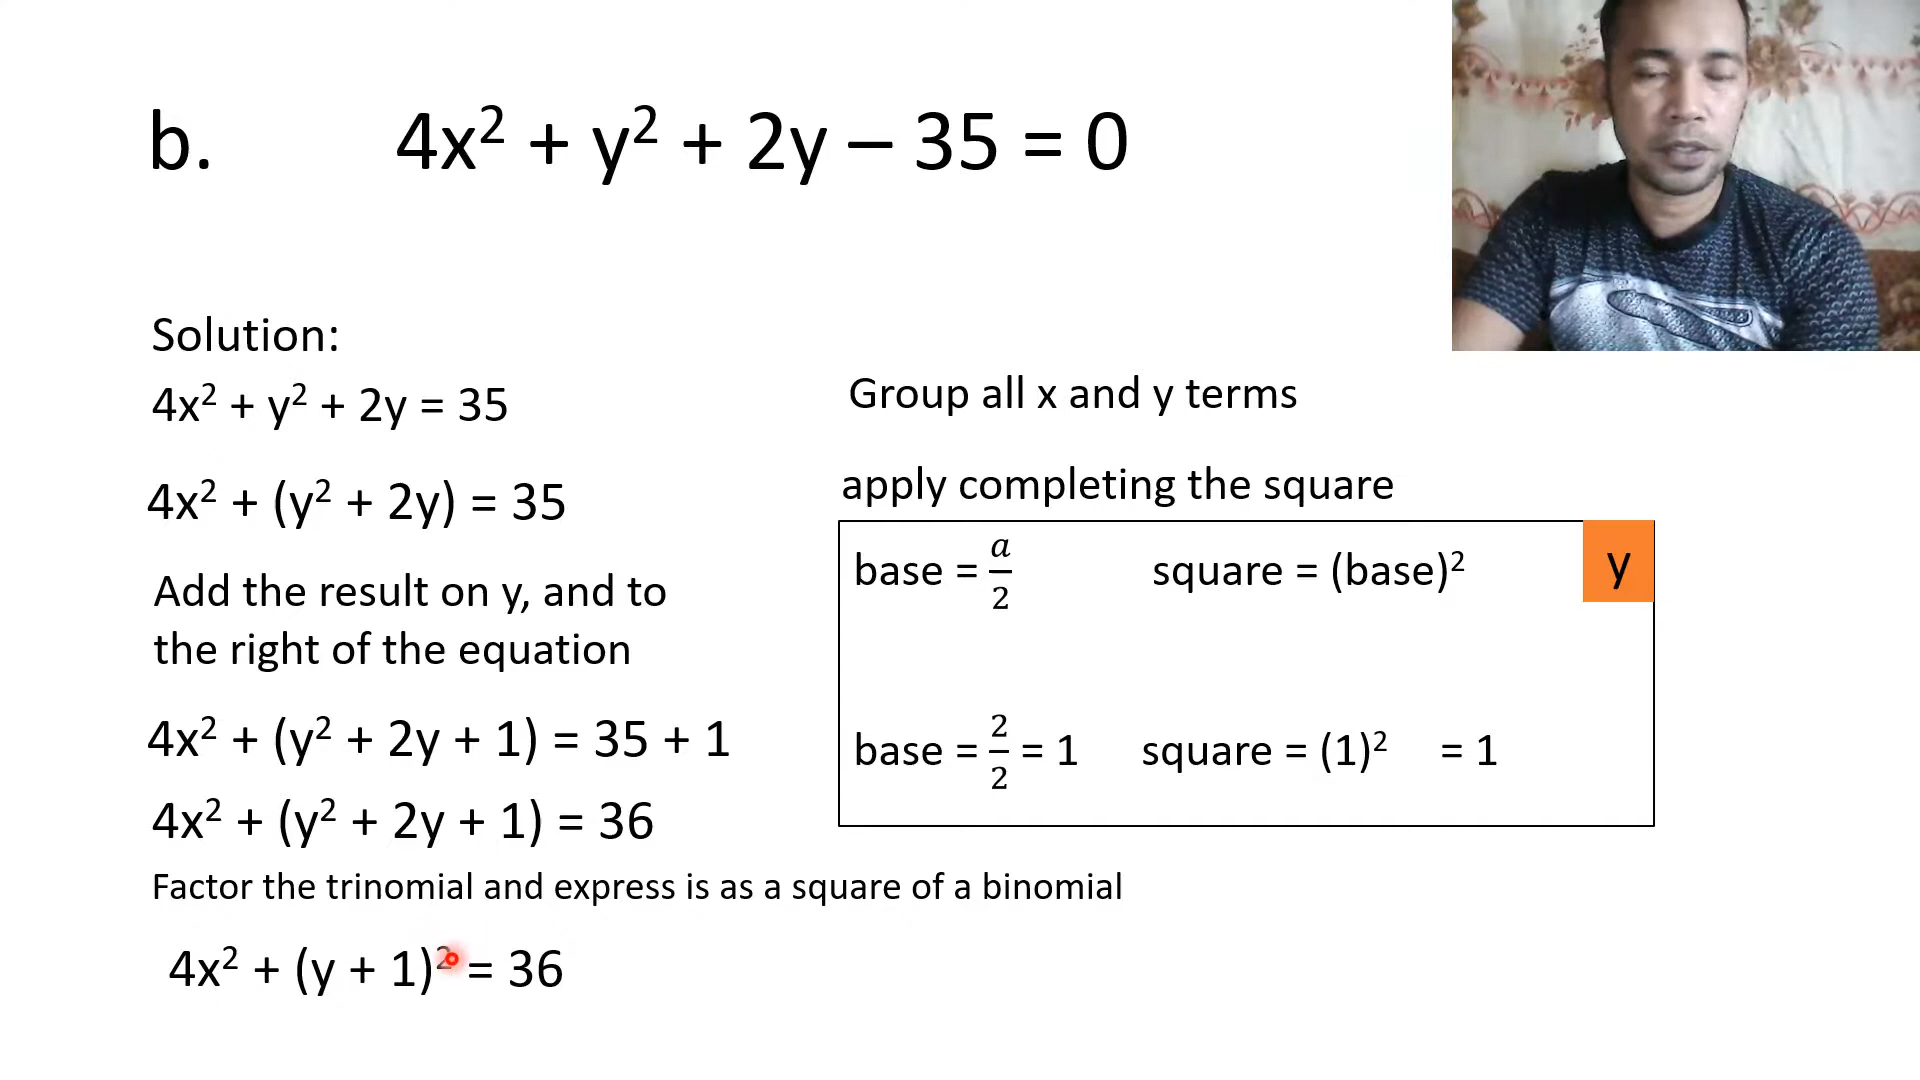 b. 4x² + y² + 2y – 35 = 0
Solution:
4x² + y² + 2y = 35
Group all x and y terms
4x² + (y² + 2y) = 35
apply completing the square
base = a/2 square = (base)² y
Add the result on y, and to
the right of the equation
base = 2/2 = 1 square = (1)² = 1
4x² + (y² + 2y + 1) = 35 + 1
4x² + (y² + 2y + 1) = 36
Factor the trinomial and express is as a square of a binomial
4x² + (y + 1)² = 36